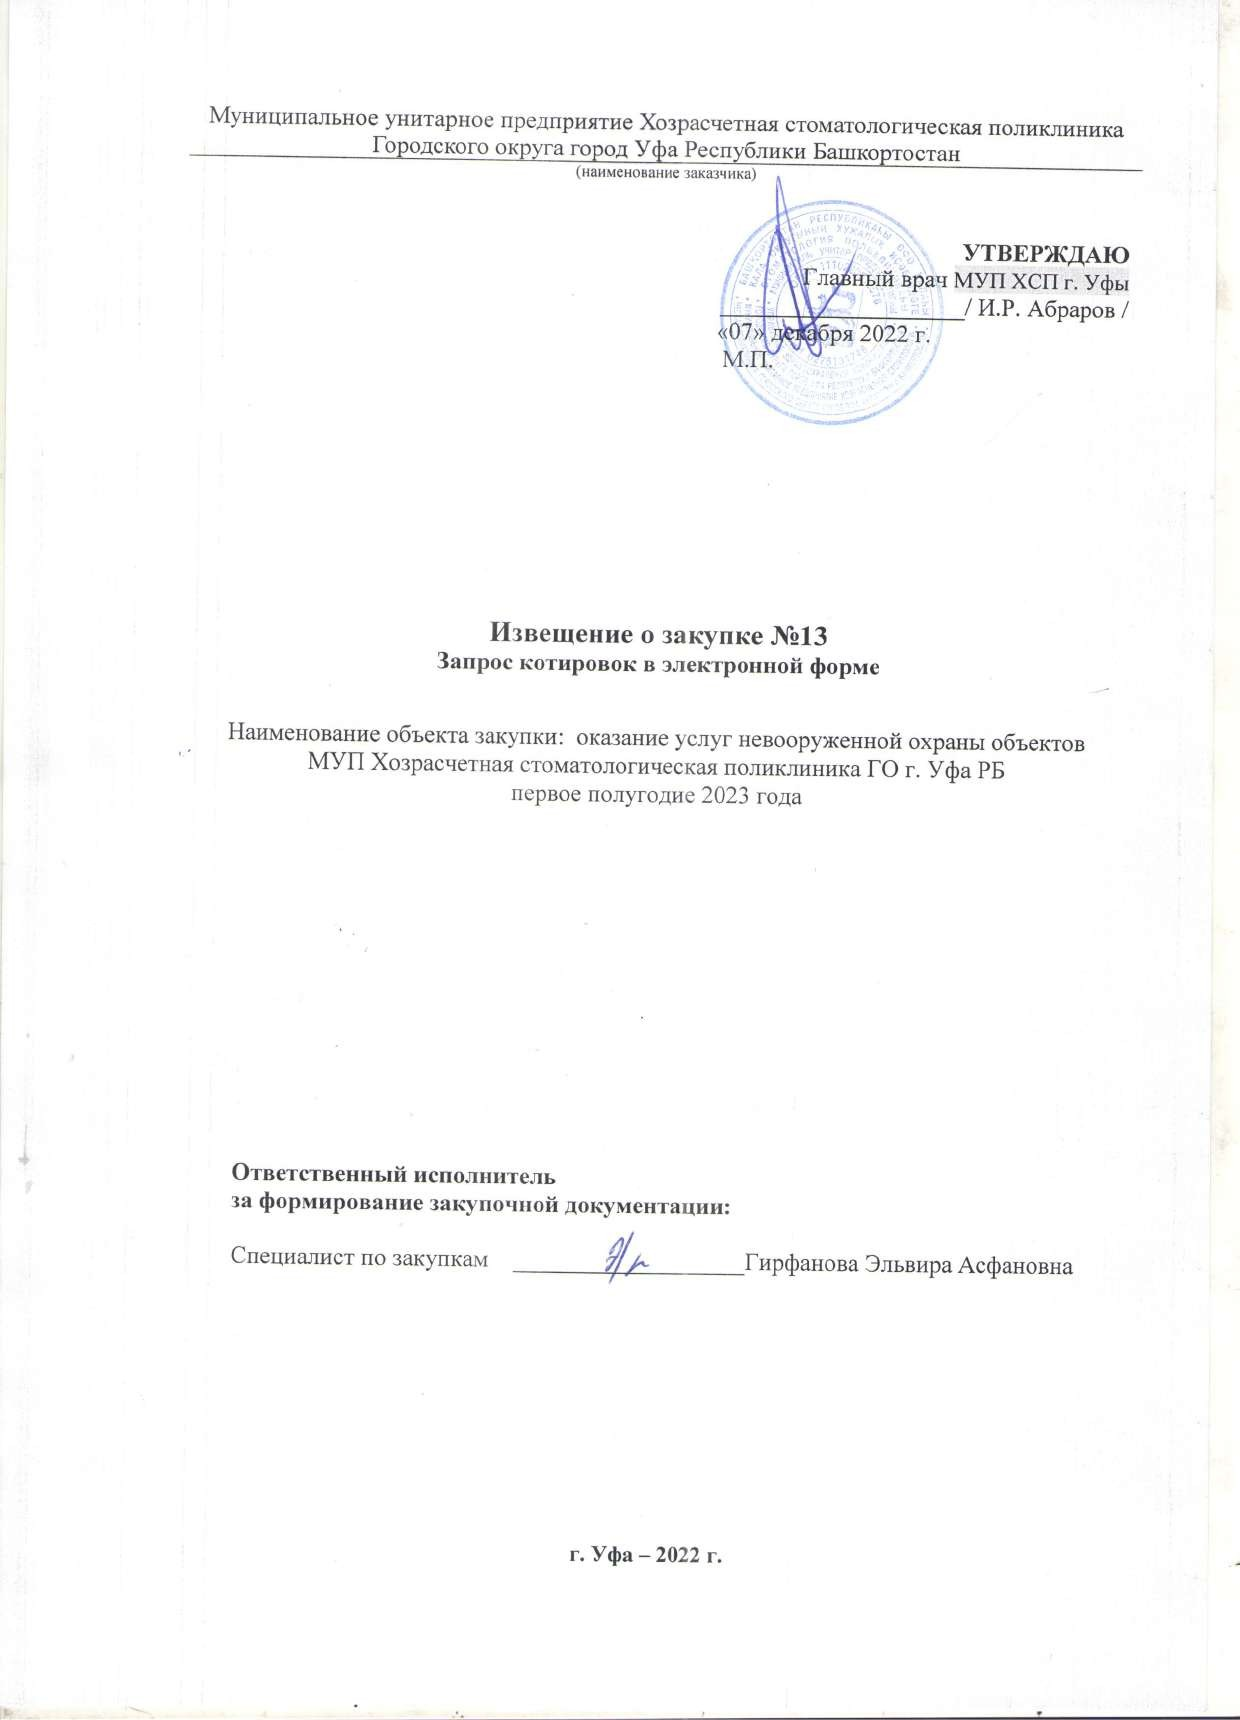 Муниципальное унитарное предприятие Хозрасчетная стоматологическая поликлиника
Городского округа город Уфа Республики Башкортостан
(наименование заказчика)
УТВЕРЖДАЮ
Главный врач МУП ХСП г. Уфы
/ И.Р. Абраров /
«07» декабря 2022 г.
М.П.
Извещение о закупке №13
Запрос котировок в электронной форме
Наименование объекта закупки: оказание услуг невооруженной охраны объектов
МУП Хозрасчетная стоматологическая поликлиника ГО г. Уфа РБ
первое полугодие 2023 года
Ответственный исполнитель
за формирование закупочной документации:
Специалист по закупкам Гирфанова Эльвира Асфановна
г. Уфа – 2022 г.